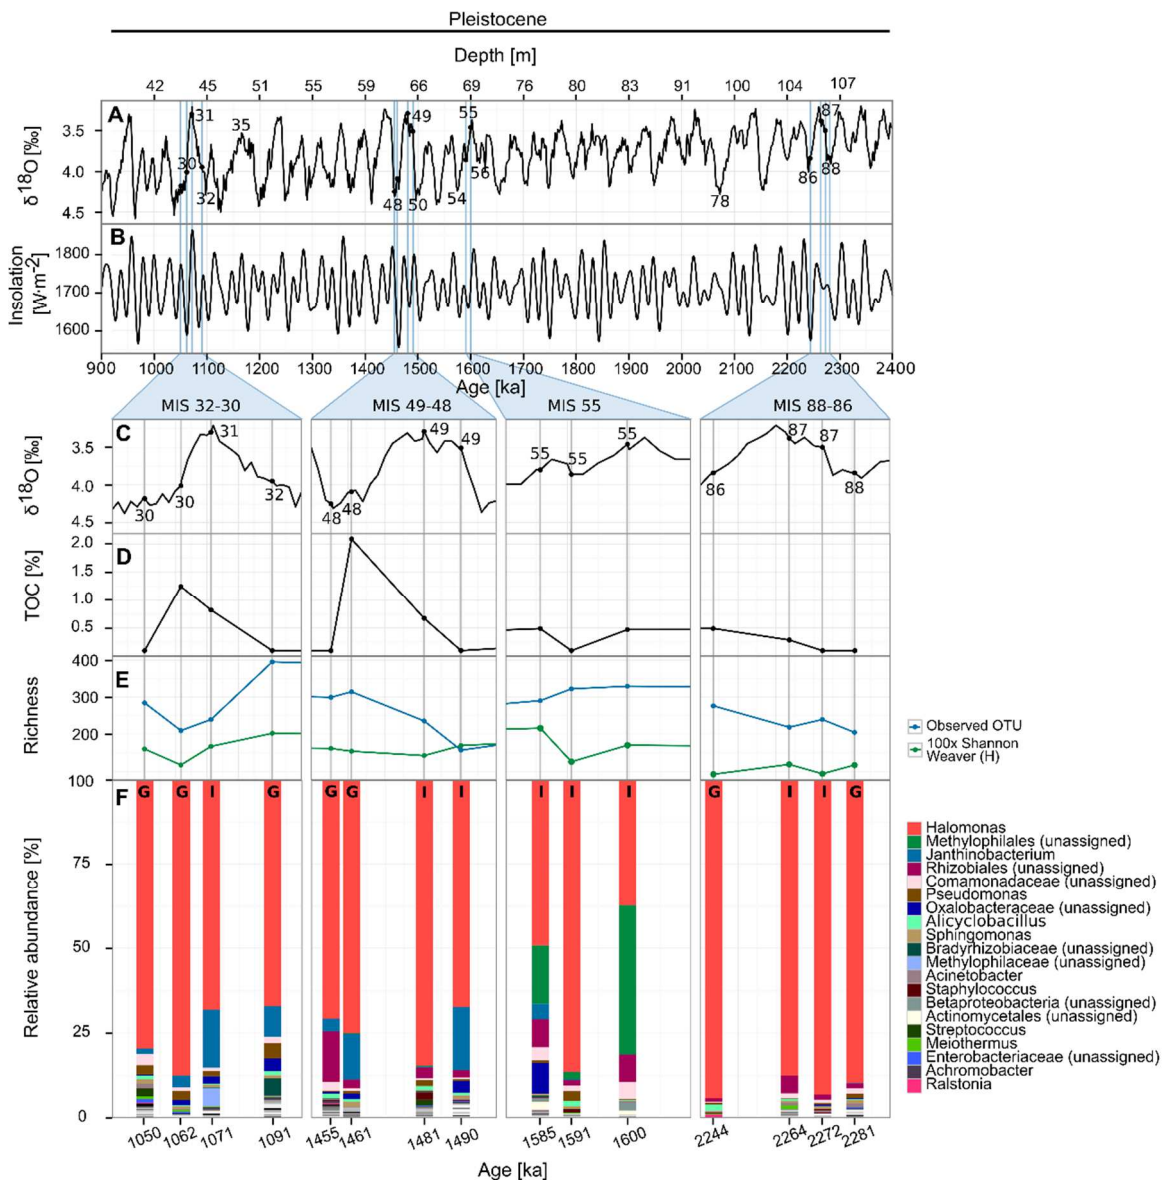 Pleistocene
Depth [m]
42 45 51 55 59 66 69 76 80 83 91 100 104 107
A
δ18O [‰]
3.5
4.0
4.5
31 35 30 32 49 48 50 55 54 56 78 87 86 88
B
Insolation
[W·m-2]
1800
1700
1600
900 1000 1100 1200 1300 1400 1500 1600 1700 1800 1900 2000 2100 2200 2300 2400
Age [ka]
MIS 32-30 MIS 49-48 MIS 55 MIS 88-86
C
δ18O [‰]
3.5
4.0
4.5
30 30 31 32 48 48 49 49 55 55 55 86 87 87 88
D
TOC [%]
2.0
1.5
1.0
0.5
E
Richness
400
300
200
100
Observed OTU
100x Shannon
Weaver (H)
F
G G I G G G I I I I I G I I G
Relative abundance [%]
75
50
25
0
Halomonas
Methylophilales (unassigned)
Janthinobacterium
Rhizobiales (unassigned)
Comamonadaceae (unassigned)
Pseudomonas
Oxalobacteraceae (unassigned)
Alicyclobacillus
Sphingomonas
Bradyrhizobiaceae (unassigned)
Methylophilaceae (unassigned)
Acinetobacter
Staphylococcus
Betaproteobacteria (unassigned)
Actinomycetales (unassigned)
Streptococcus
Meiothermus
Enterobacteriaceae (unassigned)
Achromobacter
Ralstonia
1050 1062 1071 1091 1455 1461 1481 1490 1585 1591 1600 2244 2264 2272 2281
Age [ka]